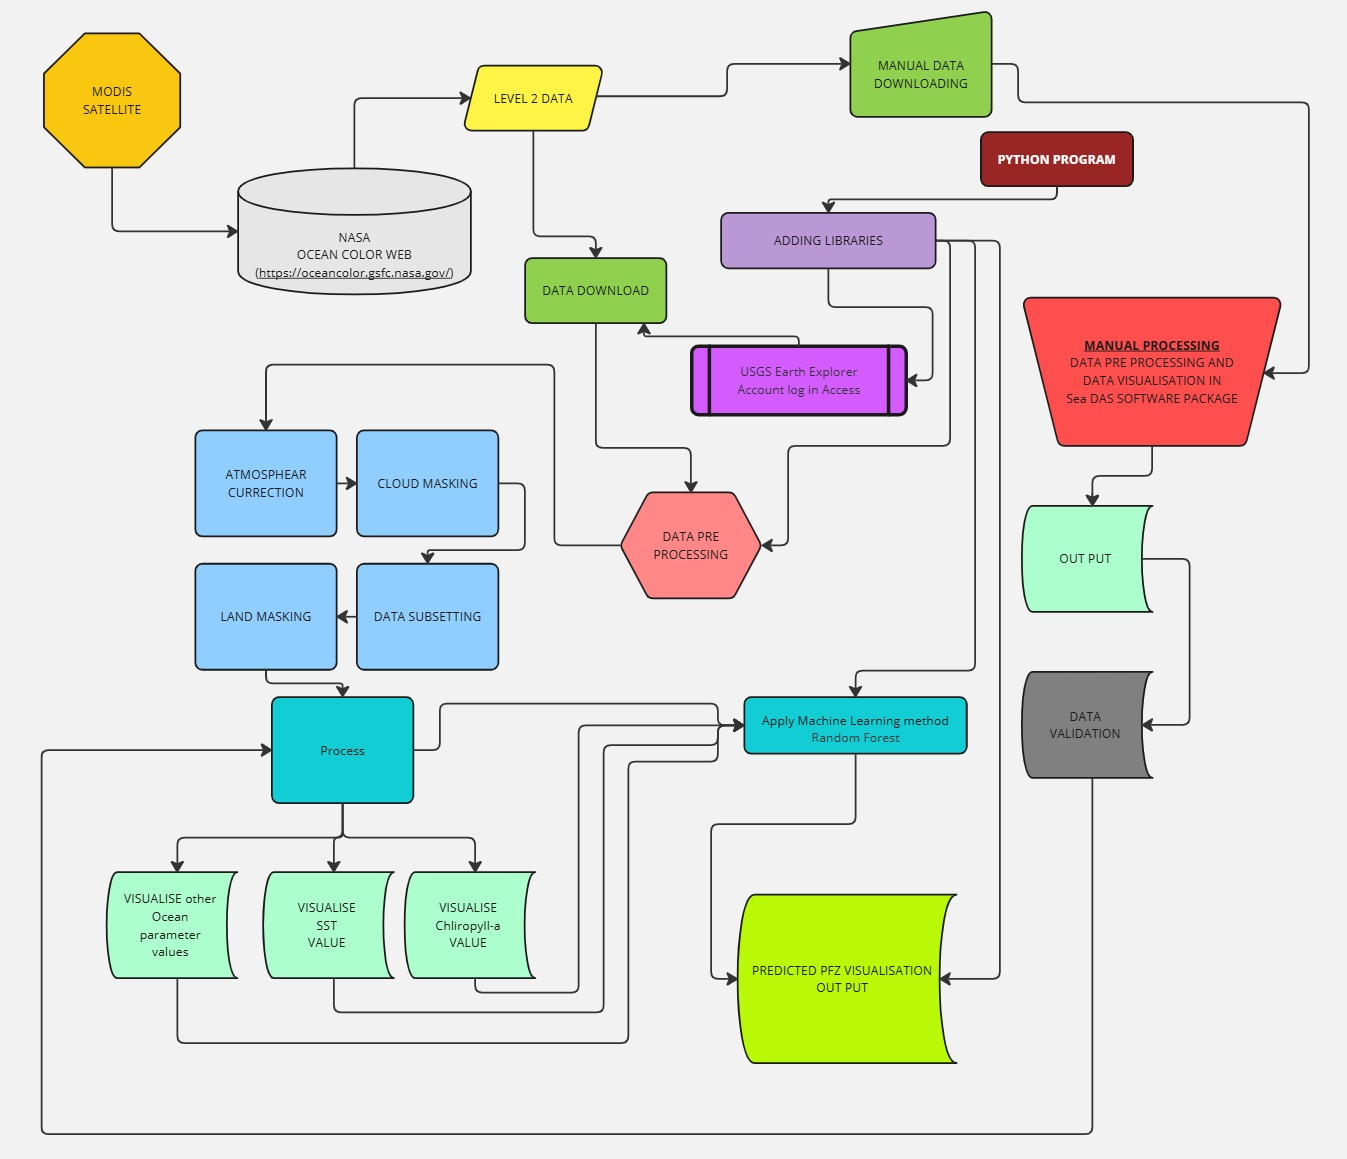 MODIS
SATELLITE
LEVEL 2 DATA
MANUAL DATA
DOWNLOADING
PYTHON PROGRAM
NASA
OCEAN COLOR WEB
(https://oceancolor.gsfc.nasa.gov/)
ADDING LIBRARIES
DATA DOWNLOAD
USGS Earth Explorer
Account log in Access
MANUAL PROCESSING
DATA PRE PROCESSING AND
DATA VISUALISATION IN
Sea DAS SOFTWARE PACKAGE
ATMOSPHEAR
CURRECTION
CLOUD MASKING
DATA PRE
PROCESSING
OUT PUT
LAND MASKING
DATA SUBSETTING
Process
Apply Machine Learning method
Random Forest
DATA
VALIDATION
VISUALISE other
Ocean
parameter
values
VISUALISE
SST
VALUE
VISUALISE
Chliropyll-a
VALUE
PREDICTED PFZ VISUALISATION
OUT PUT